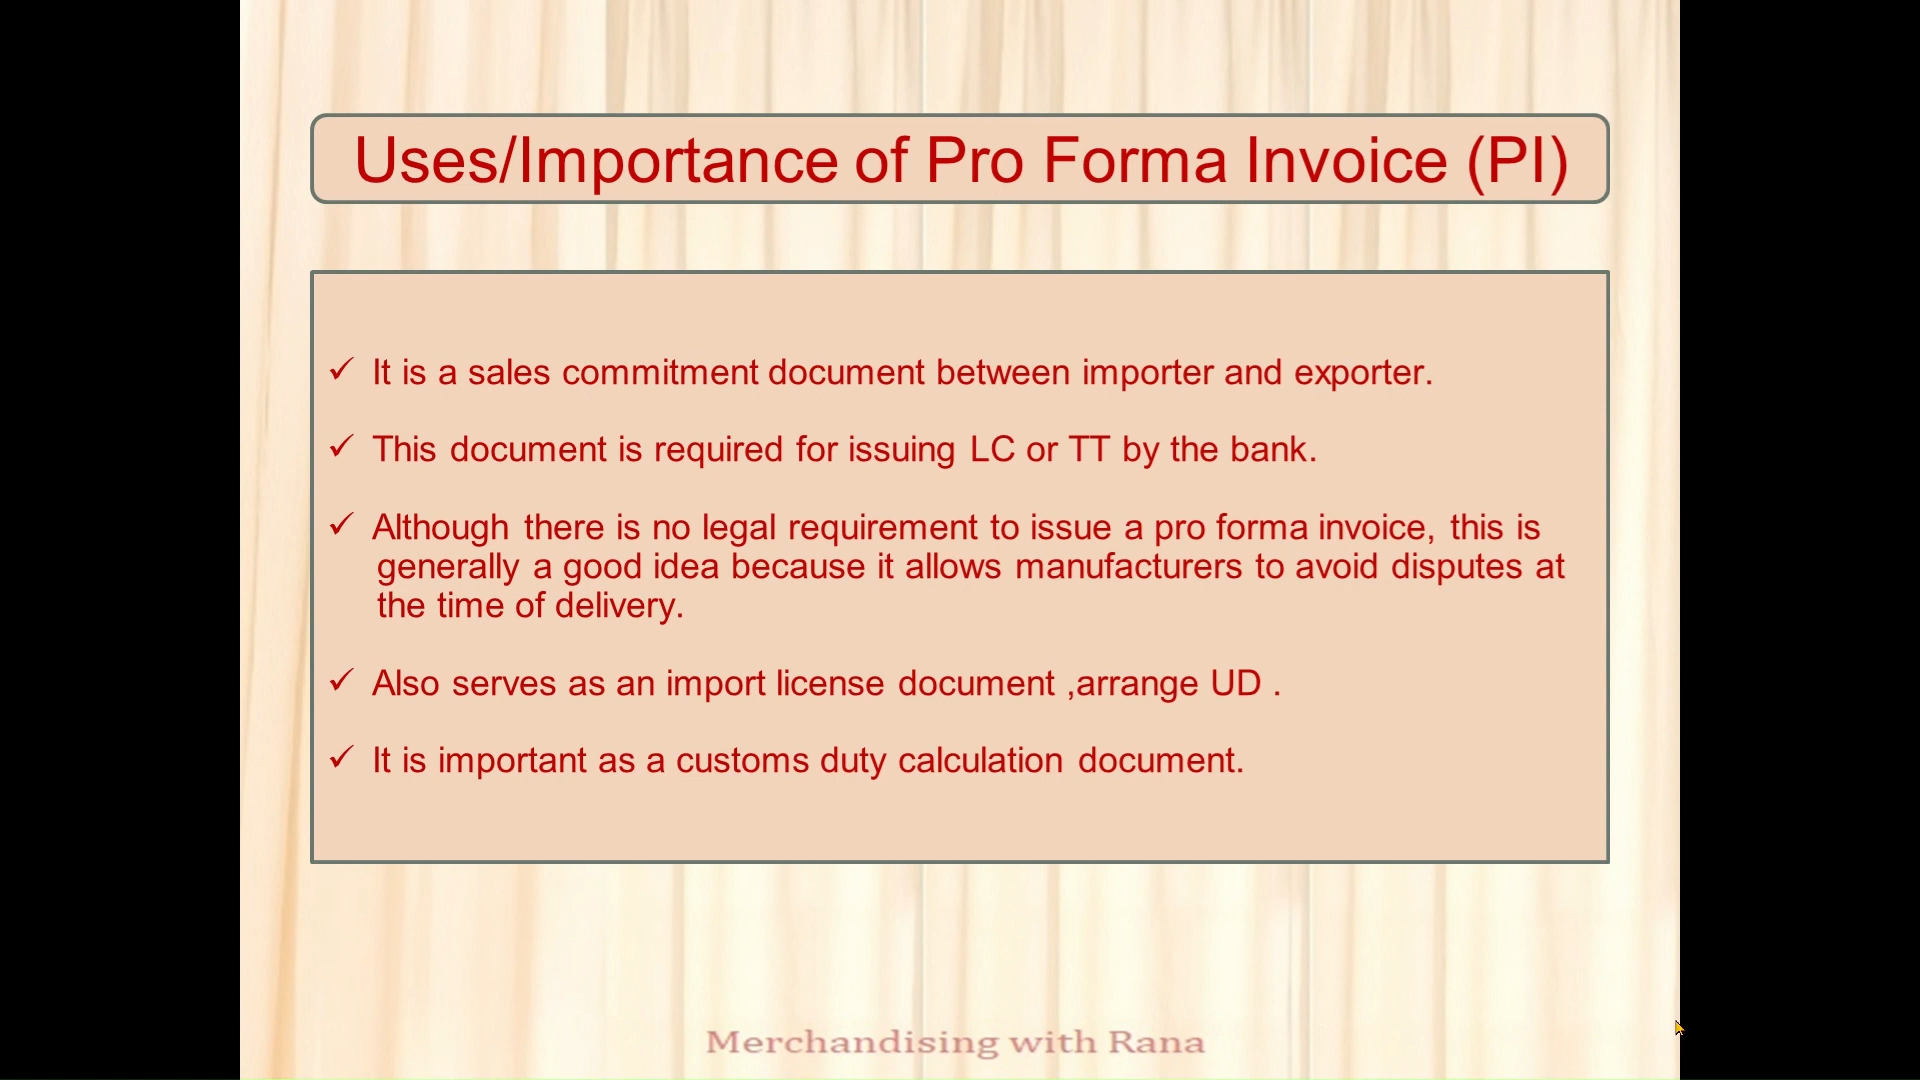 Uses/Importance of Pro Forma Invoice (PI)
✓ It is a sales commitment document between importer and exporter.
✓ This document is required for issuing LC or TT by the bank.
✓ Although there is no legal requirement to issue a pro forma invoice, this is
generally a good idea because it allows manufacturers to avoid disputes at
the time of delivery.
✓ Also serves as an import license document ,arrange UD .
✓ It is important as a customs duty calculation document.
Merchandising with Rana